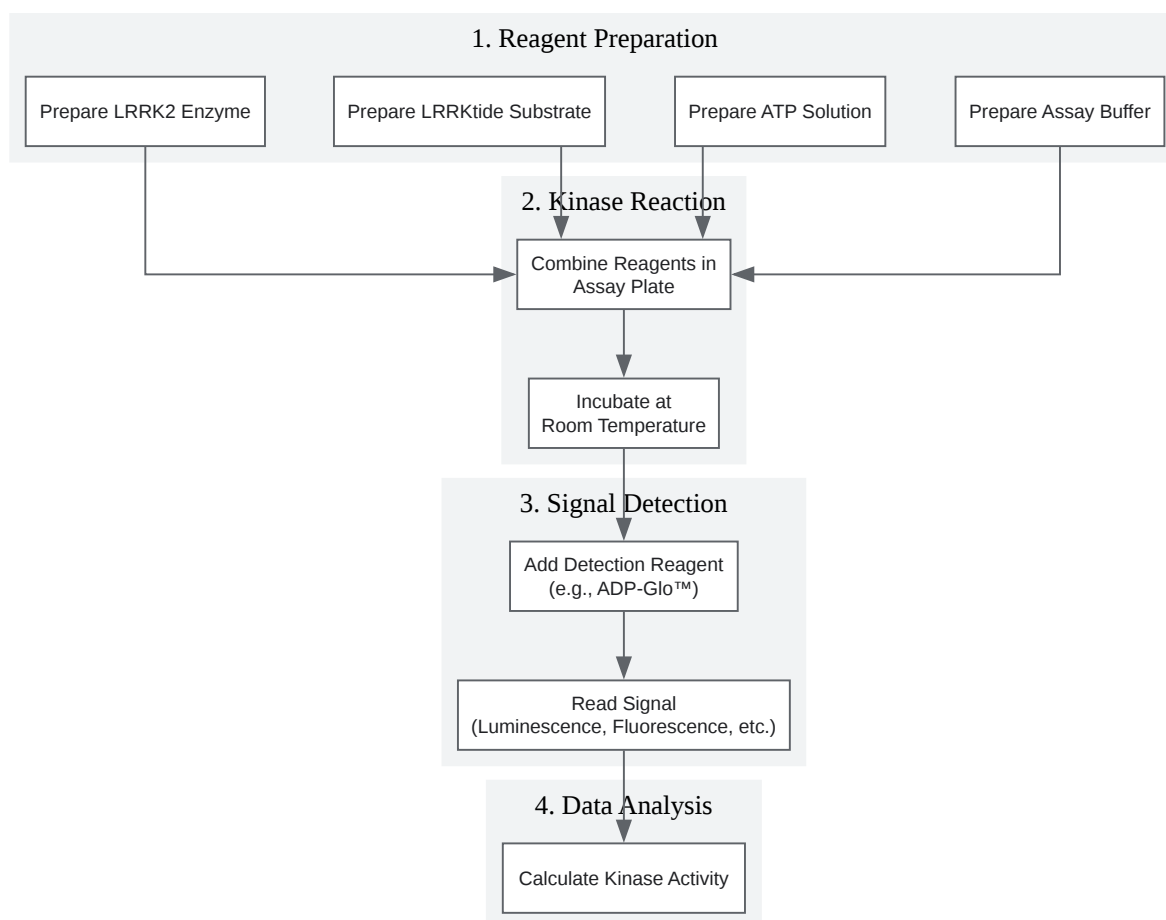 1. Reagent Preparation
Prepare LRRK2 Enzyme
Prepare LRRKtide Substrate
Prepare ATP Solution
Prepare Assay Buffer
2. Kinase Reaction
Combine Reagents in
Assay Plate
Incubate at
Room Temperature
3. Signal Detection
Add Detection Reagent
(e.g., ADP-Glo™)
Read Signal
(Luminescence, Fluorescence, etc.)
4. Data Analysis
Calculate Kinase Activity